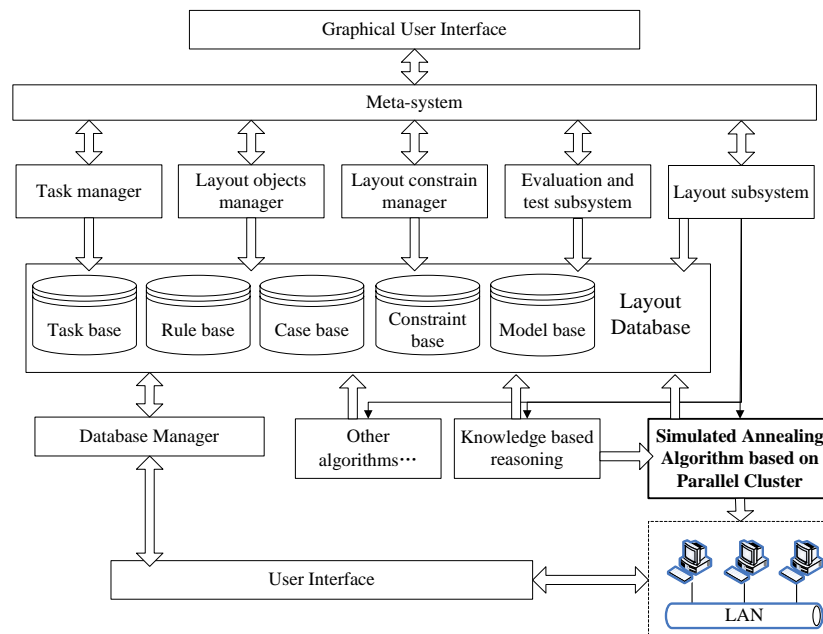 Graphical User Interface
Meta-system
Task manager
Layout objects
manager
Layout constrain
manager
Evaluation and
test subsystem
Layout subsystem
Task base
Rule base
Case base
Constraint
base
Model base
Layout
Database
Database Manager
Other
algorithms…
Knowledge based
reasoning
Simulated Annealing
Algorithm based on
Parallel Cluster
User Interface
LAN